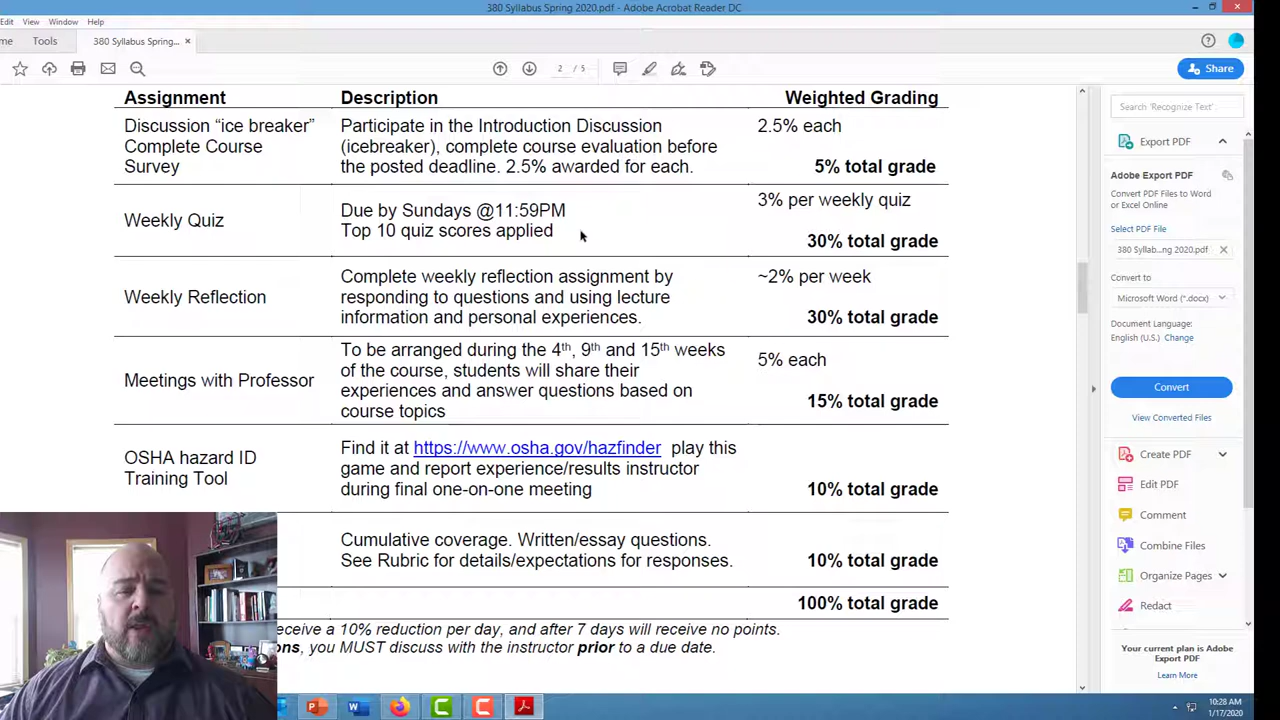 380 Syllabus Spring 2020.pdf - Adobe Acrobat Reader DC
Edit View Window Help
me Tools 380 Syllabus Spring... ×
2 / 5
Share
Assignment Description Weighted Grading
Discussion “ice breaker” Participate in the Introduction Discussion 2.5% each
Complete Course (icebreaker), complete course evaluation before
Survey the posted deadline. 2.5% awarded for each. 5% total grade
Weekly Quiz
Due by Sundays @11:59PM
Top 10 quiz scores applied
3% per weekly quiz
30% total grade
Weekly Reflection
Complete weekly reflection assignment by
responding to questions and using lecture
information and personal experiences.
~2% per week
30% total grade
Meetings with Professor
To be arranged during the 4th, 9th and 15th weeks
of the course, students will share their
experiences and answer questions based on
course topics
5% each
15% total grade
OSHA hazard ID
Training Tool
Find it at https://www.osha.gov/hazfinder play this
game and report experience/results instructor
during final one-on-one meeting
10% total grade
Cumulative coverage. Written/essay questions.
See Rubric for details/expectations for responses.
10% total grade
100% total grade
eceive a 10% reduction per day, and after 7 days will receive no points.
ons, you MUST discuss with the instructor prior to a due date.
Search 'Recognize Text'
Export PDF
Adobe Export PDF
Convert PDF Files to Word
or Excel Online
Select PDF File
380 Syllab...ng 2020.pdf ×
Convert to
Microsoft Word (*.docx)
Document Language:
English (U.S.) Change
Convert
View Converted Files
Create PDF
Edit PDF
Comment
Combine Files
Organize Pages
Redact
Your current plan is Adobe
Export PDF
Learn More
10:28 AM
1/17/2020